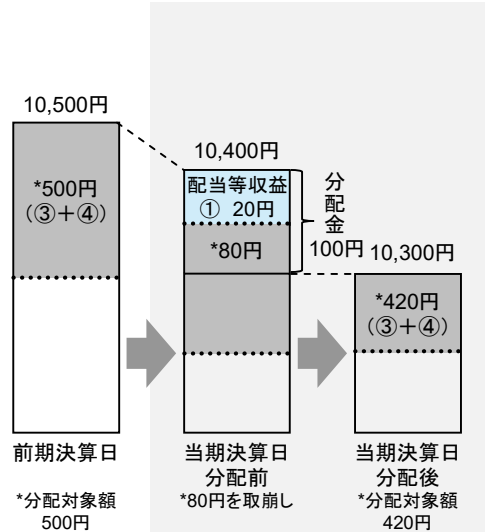 10,500円
*500円
（③＋④）
前期決算日
*分配対象額
500円
10,400円
配当等収益
① 20円
*80円
分配金
100円
当期決算日
分配前
*80円を取崩し
10,300円
*420円
（③＋④）
当期決算日
分配後
*分配対象額
420円